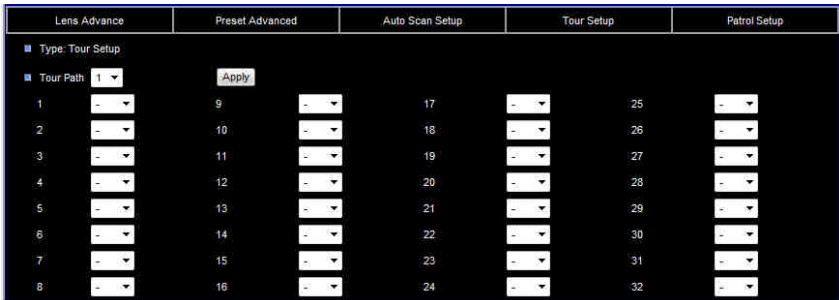 Lens Advance Preset Advanced Auto Scan Setup Tour Setup Patrol Setup
Type: Tour Setup
Tour Path 1 Apply
1 - 9 - 17 - 25 -
2 - 10 - 18 - 26 -
3 - 11 - 19 - 27 -
4 - 12 - 20 - 28 -
5 - 13 - 21 - 29 -
6 - 14 - 22 - 30 -
7 - 15 - 23 - 31 -
8 - 16 - 24 - 32 -